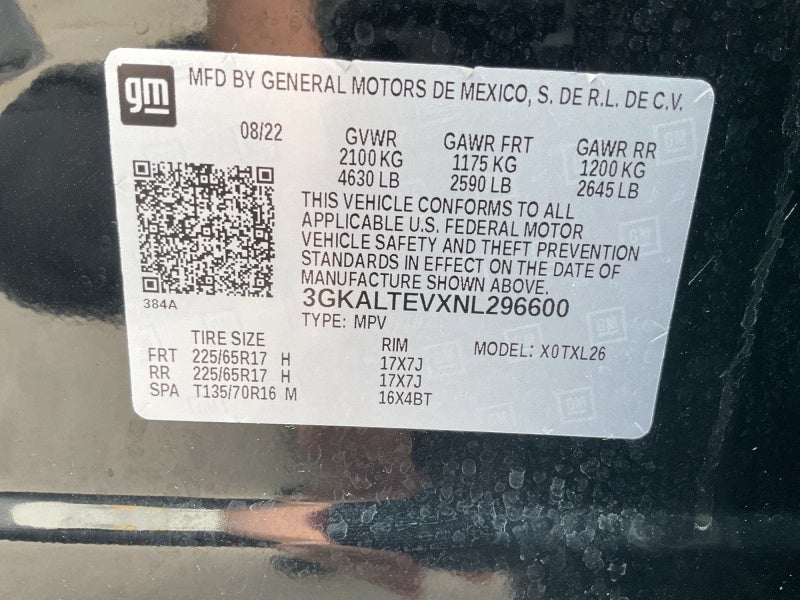 gm
MFD BY GENERAL MOTORS DE MEXICO, S. DE R.L. DE C.V.
08/22 GVWR GAWR FRT GAWR RR
2100 KG 1175 KG 1200 KG
4630 LB 2590 LB 2645 LB
THIS VEHICLE CONFORMS TO ALL
APPLICABLE U.S. FEDERAL MOTOR
VEHICLE SAFETY AND THEFT PREVENTION
STANDARDS IN EFFECT ON THE DATE OF
MANUFACTURE SHOWN ABOVE.
384A
3GKALTEVXNL296600
TYPE: MPV
TIRE SIZE RIM MODEL: X0TXL26
FRT 225/65R17 H 17X7J
RR 225/65R17 H 17X7J
SPA T135/70R16 M 16X4BT